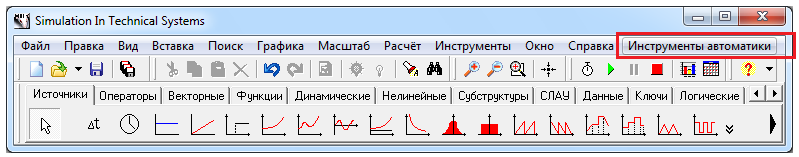 Simulation In Technical Systems
Файл Правка Вид Вставка Поиск Графика Масштаб Расчёт Инструменты Окно Справка Инструменты автоматики
Источники Операторы Векторные Функции Динамические Нелинейные Субструктуры СЛАУ Данные Ключи Логические
Δt